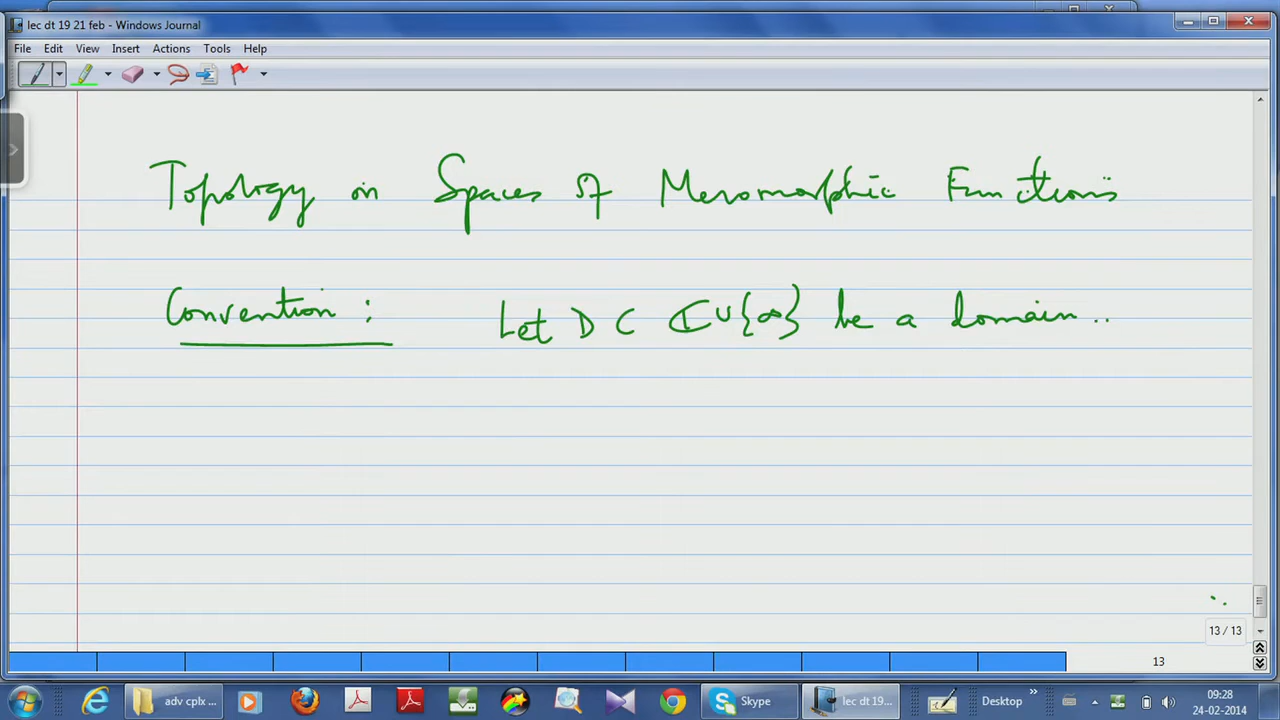 lec dt 19 21 feb - Windows Journal
File Edit View Insert Actions Tools Help
Topology on Spaces of Meromorphic Functions
Convention : Let D ⊂ ℂ∪{∞} be a domain..
13 / 13
13
adv cplx ... Skype lec dt 19... Desktop 09:28
24-02-2014